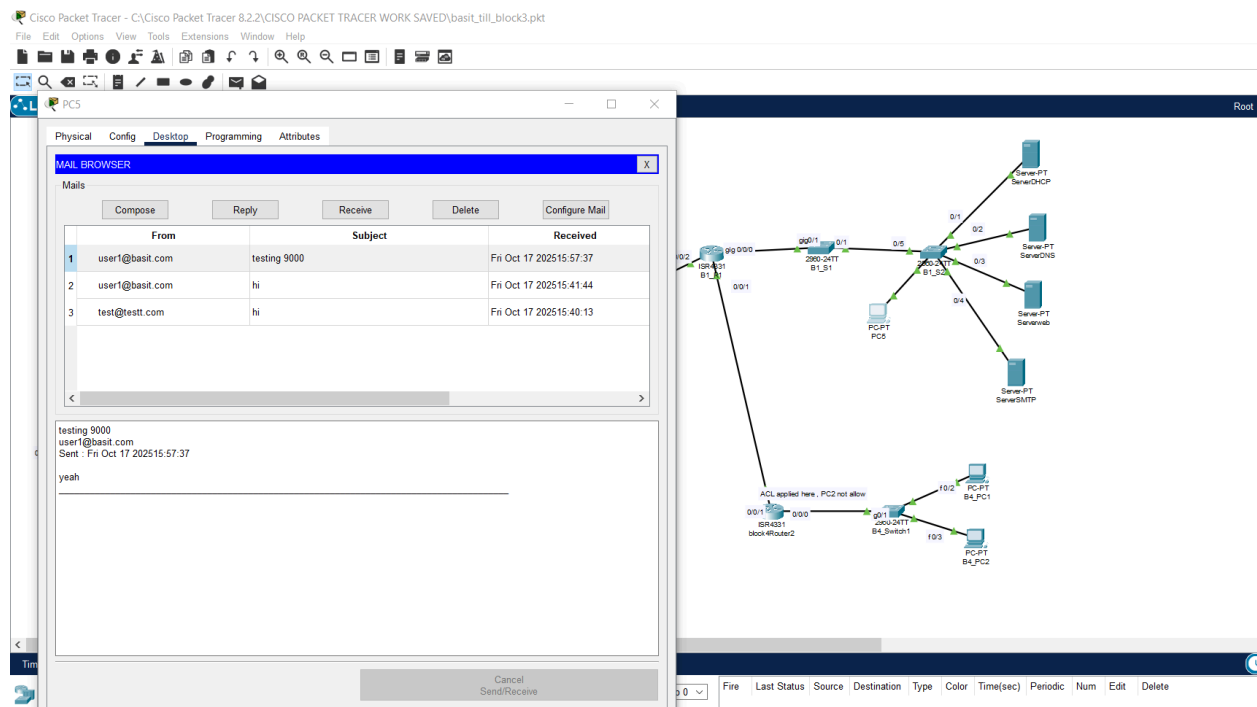 Cisco Packet Tracer - C:\Cisco Packet Tracer 8.2.2\CISCO PACKET TRACER WORK SAVED\basit_till_block3.pkt
File Edit Options View Tools Extensions Window Help
Root
PC5
Physical Config Desktop Programming Attributes
MAIL BROWSER X
Mails
Compose Reply Receive Delete Configure Mail
From Subject Received
1 user1@basit.com testing 9000 Fri Oct 17 202515:57:37
2 user1@basit.com hi Fri Oct 17 202515:41:44
3 test@testt.com hi Fri Oct 17 202515:40:13
testing 9000
user1@basit.com
Sent : Fri Oct 17 202515:57:37
yeah
Cancel
Send/Receive
Server-PT
ServerDHCP
0/1
0/2
Server-PT
ServerDNS
0/3
Server-PT
Serverweb
0/4
Server-PT
ServerSMTP
0/0/2
ISR4331
gig 0/0/0
0/0/1
gig0/1
0/1
2960-24TT
B1_S1
0/5
B1_S2
PC-PT
PC5
ACL applied here , PC2 not allow
0/0/1
0/0/0
ISR4331
block4Router2
g0/1
2960-24TT
B4_Switch1
f0/2
PC-PT
B4_PC1
f0/3
PC-PT
B4_PC2
Fire Last Status Source Destination Type Color Time(sec) Periodic Num Edit Delete